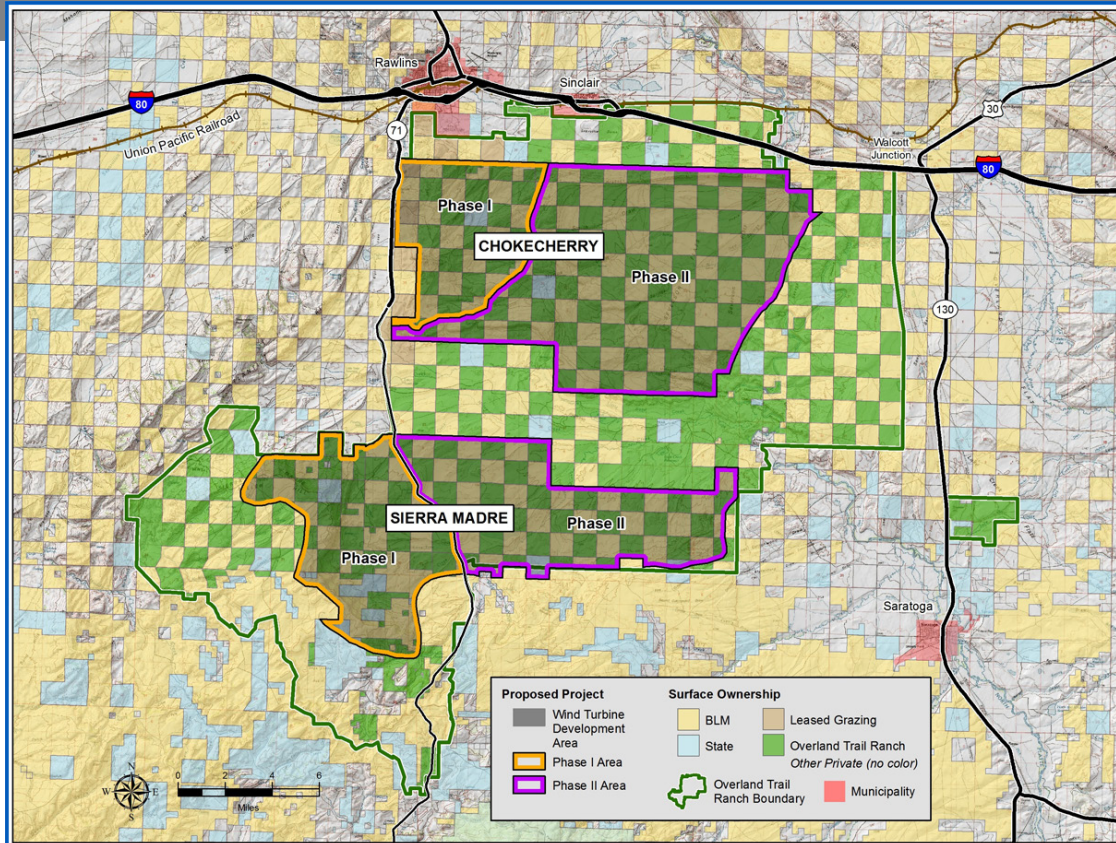 Rawlins
Sinclair
80
Union Pacific Railroad
71
30
Walcott
Junction
80
Phase I
CHOKECHERRY
Phase II
130
SIERRA MADRE
Phase II
Phase I
Saratoga
N
W E
S
0 2 4 6
Miles
Proposed Project
Wind Turbine
Development
Area
Phase I Area
Phase II Area
Surface Ownership
BLM
State
Leased Grazing
Overland Trail Ranch
Other Private (no color)
Overland Trail
Ranch Boundary
Municipality